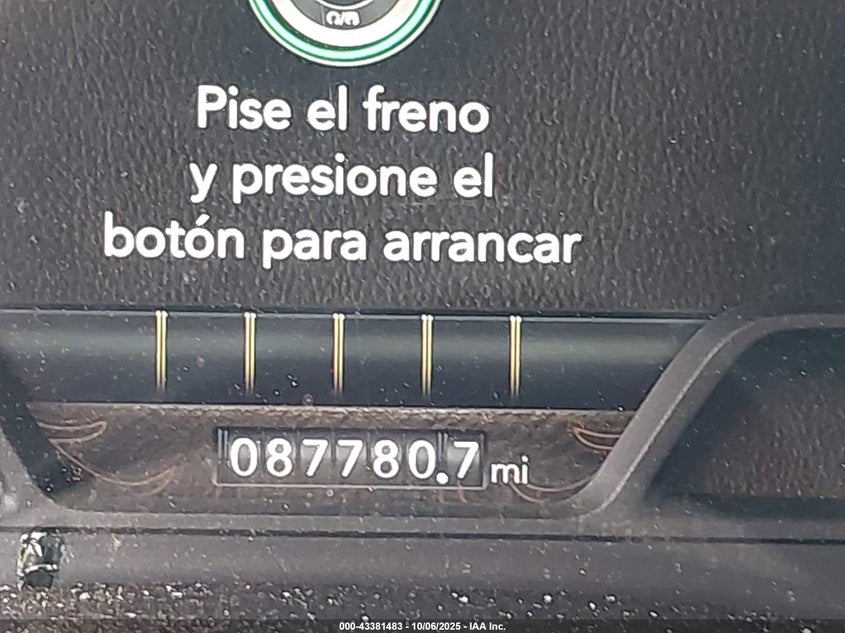 Pise el freno
y presione el
botón para arrancar
087780.7 mi
000-43381483 - 10/06/2025 - IAA Inc.